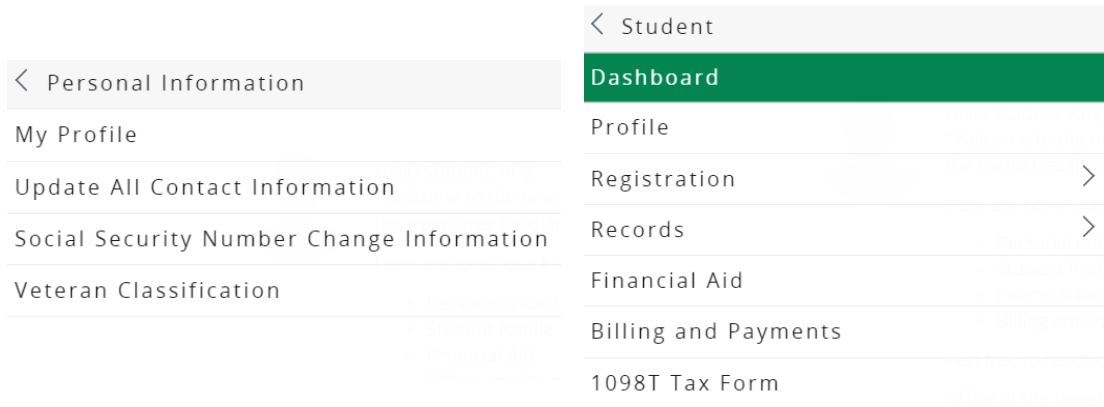 Personal Information
My Profile
Update All Contact Information
Social Security Number Change Information
Veteran Classification
Student
Dashboard
Profile
Registration
Records
Financial Aid
Billing and Payments
1098T Tax Form